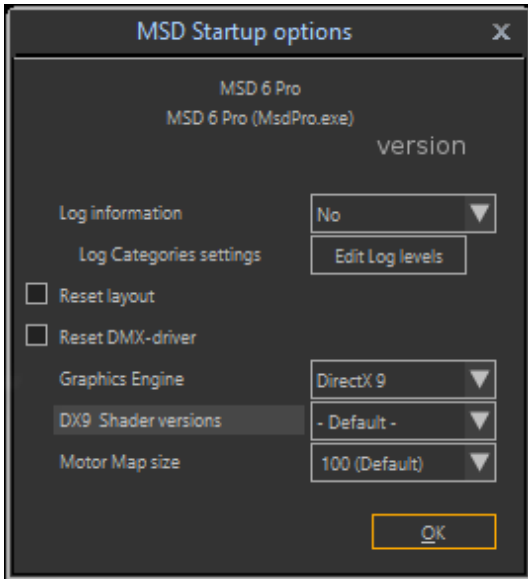 MSD Startup options X
MSD 6 Pro
MSD 6 Pro (MsdPro.exe)
version
Log information No
Log Categories settings Edit Log levels
Reset layout
Reset DMX-driver
Graphics Engine DirectX 9
DX9 Shader versions - Default -
Motor Map size 100 (Default)
OK